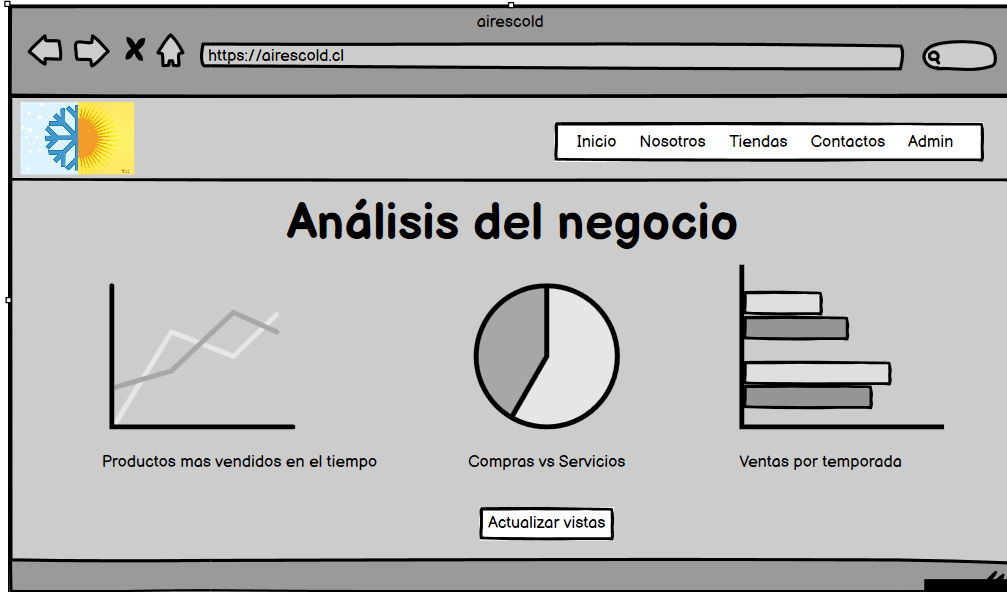 airescold
https://airescold.cl
Inicio Nosotros Tiendas Contactos Admin
Análisis del negocio
Productos mas vendidos en el tiempo
Compras vs Servicios
Ventas por temporada
Actualizar vistas